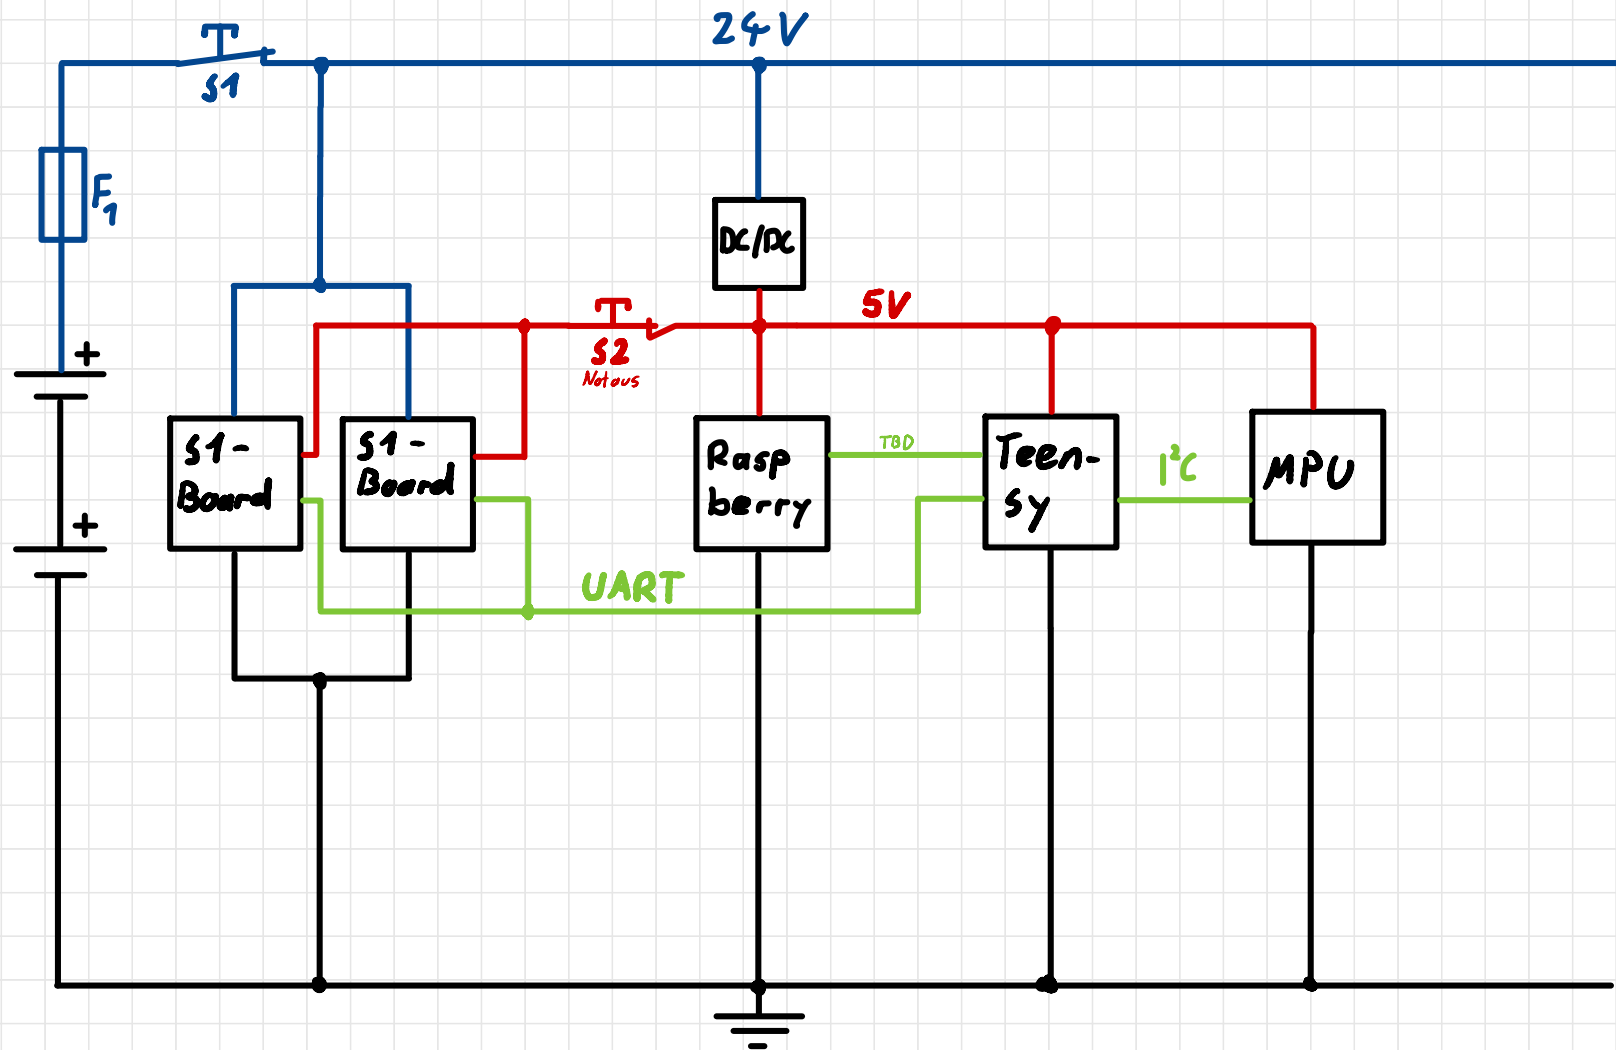 24V
S1
F1
DC/DC
5V
S2
Notaus
+
+
S1-
Board
S1-
Board
Rasp
berry
TBD
Teen-
sy
I²C
MPU
UART